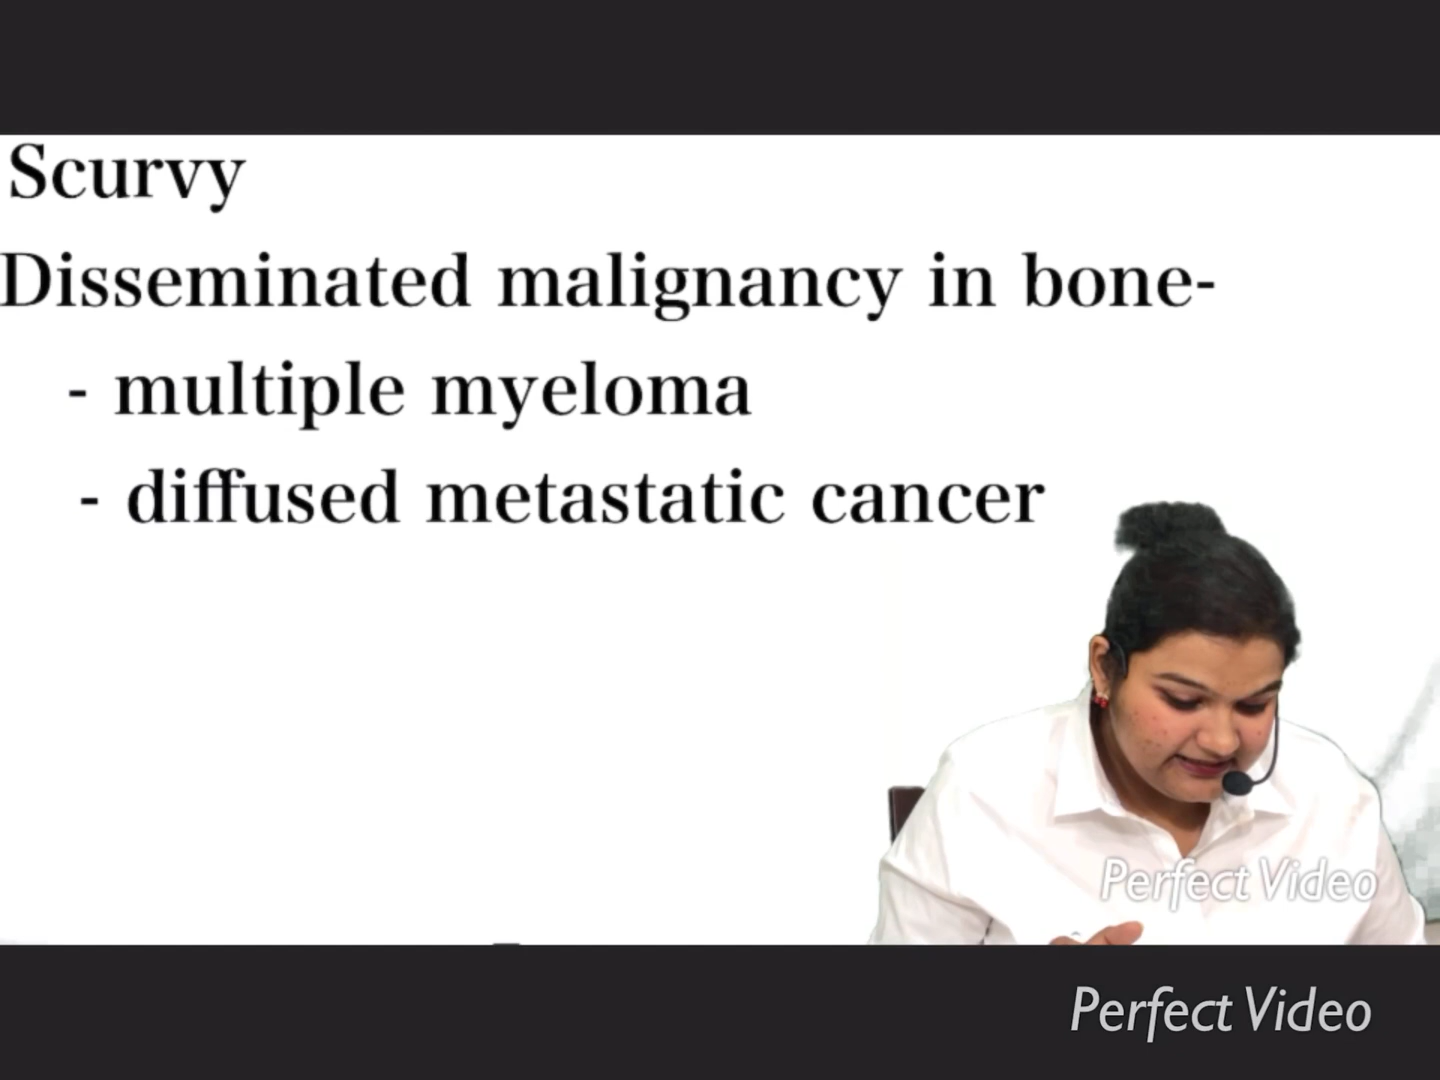 Scurvy
Disseminated malignancy in bone-
- multiple myeloma
- diffused metastatic cancer
Perfect Video
Perfect Video